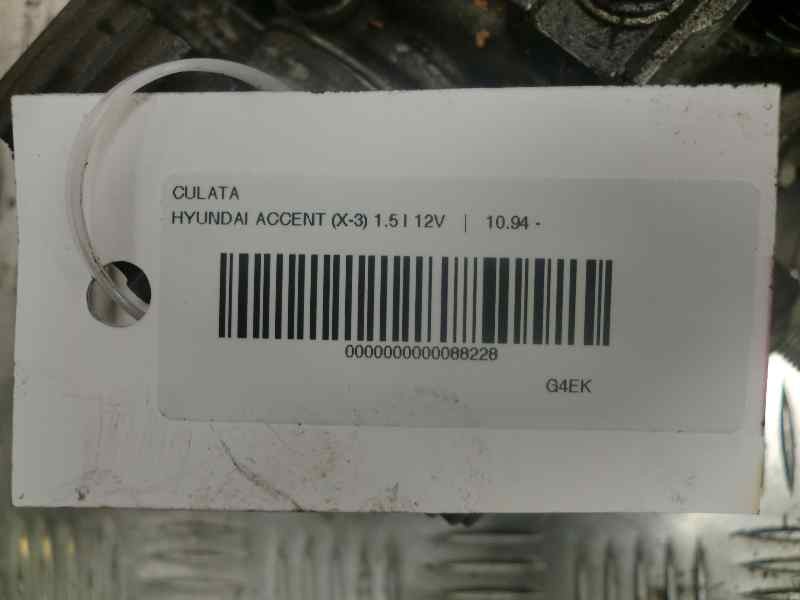 CULATA
HYUNDAI ACCENT (X-3) 1.5 I 12V | 10.94 -
0000000000088228
G4EK